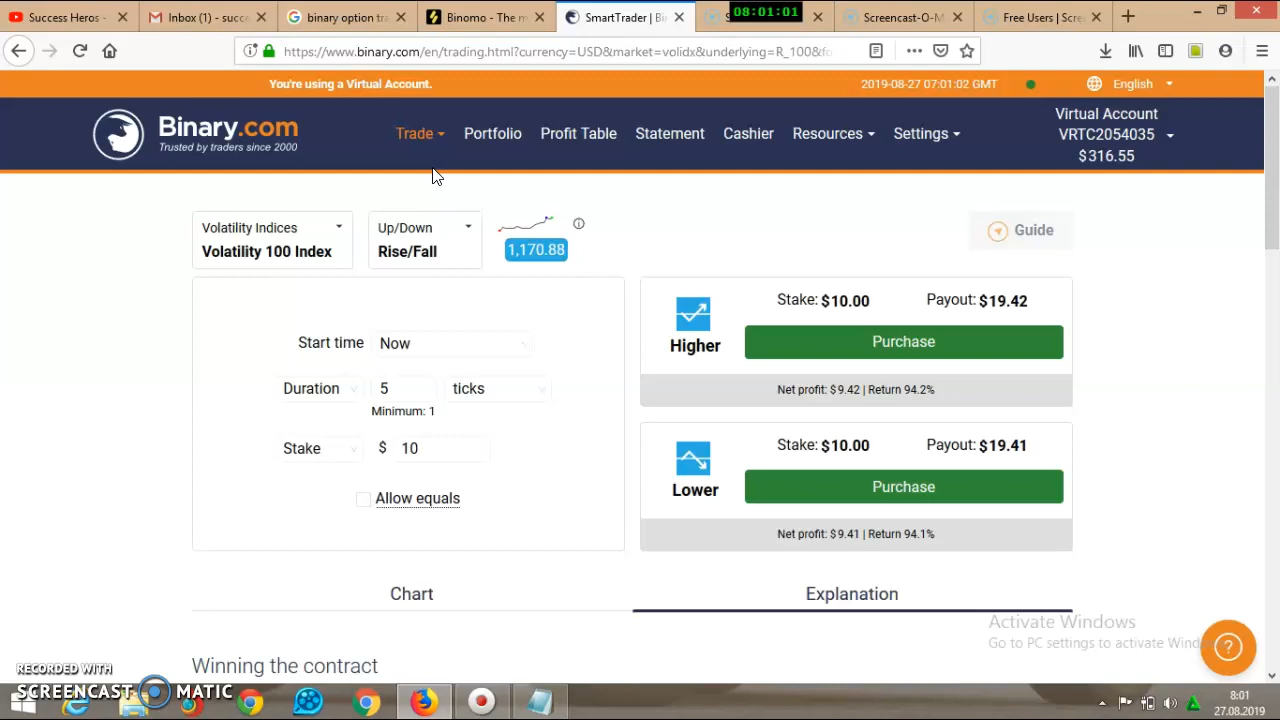 Success Heros -
Inbox (1) - succe
binary option tra
Binomo - The m
SmartTrader | Bin
08:01:01
Screencast-O-M
Free Users | Scre
https://www.binary.com/en/trading.html?currency=USD&market=volidx&underlying=R_100&fo
You're using a Virtual Account.
2019-08-27 07:01:02 GMT
English
Binary.com
Trusted by traders since 2000
Trade
Portfolio
Profit Table
Statement
Cashier
Resources
Settings
Virtual Account
VRTC2054035
$316.55
Volatility Indices
Volatility 100 Index
Up/Down
Rise/Fall
1,170.88
Guide
Start time Now
Duration 5 ticks
Minimum: 1
Stake $ 10
Allow equals
Higher
Stake: $10.00 Payout: $19.42
Purchase
Net profit: $9.42 | Return 94.2%
Lower
Stake: $10.00 Payout: $19.41
Purchase
Net profit: $9.41 | Return 94.1%
Chart
Explanation
Winning the contract
Activate Windows
Go to PC settings to activate
RECORDED WITH
SCREENCAST MATIC
8:01
27.08.2019